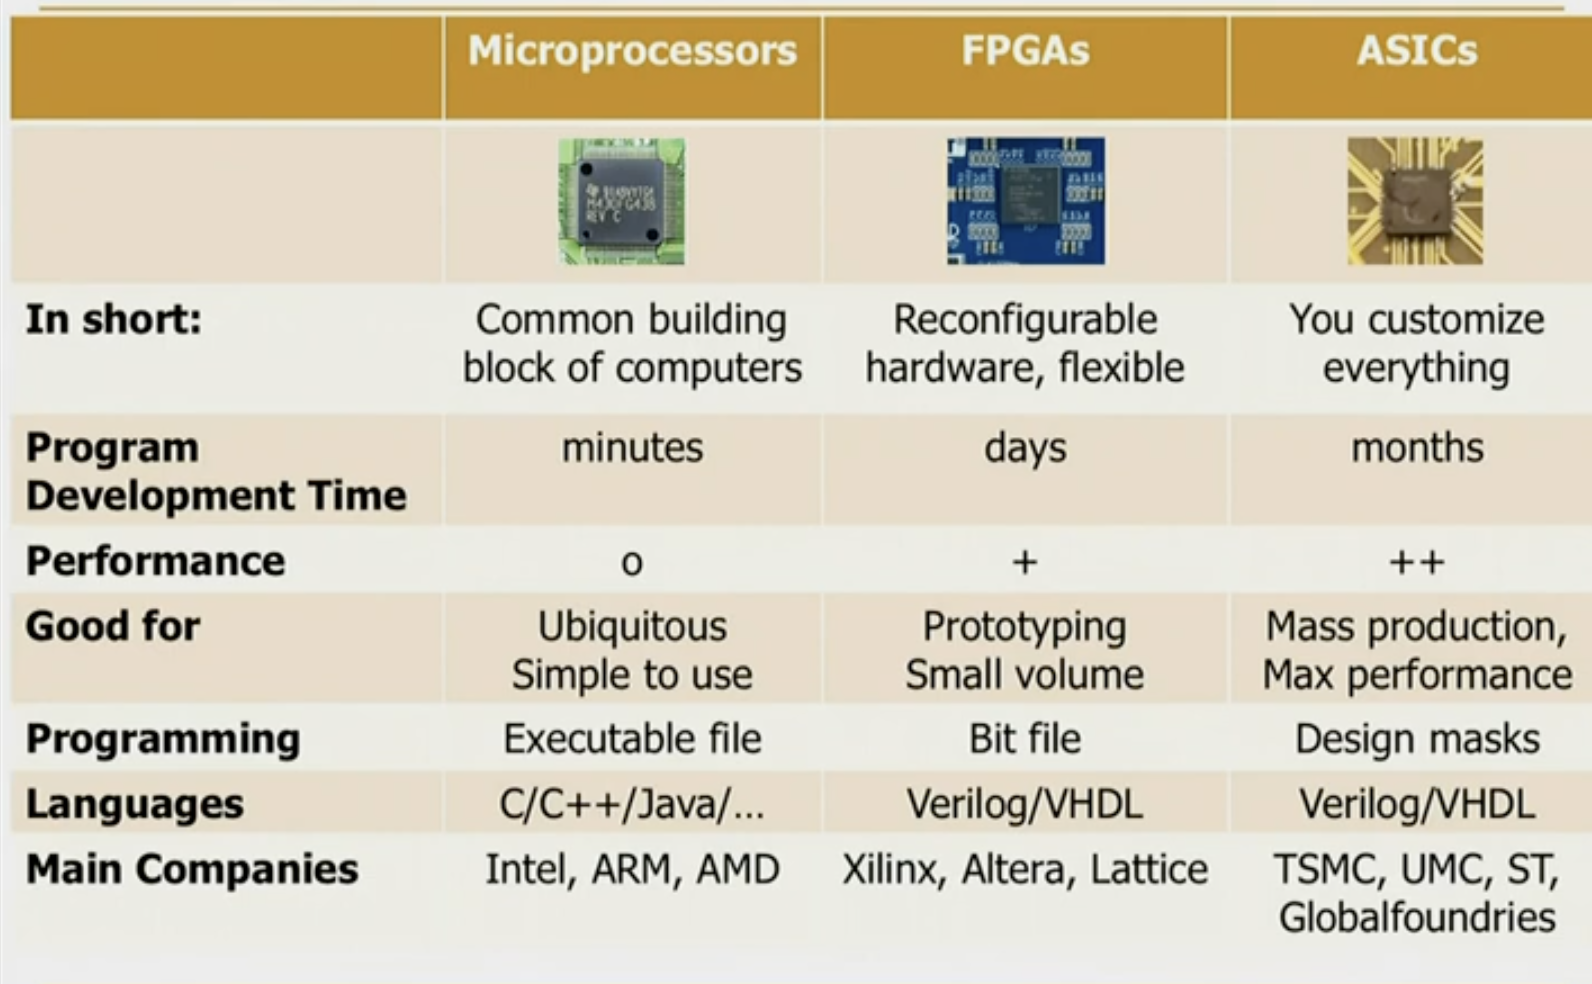 Microprocessors FPGAs ASICs
M430FG439
REV C
In short: Common building Reconfigurable You customize
block of computers hardware, flexible everything
Program minutes days months
Development Time
Performance o + ++
Good for Ubiquitous Prototyping Mass production,
Simple to use Small volume Max performance
Programming Executable file Bit file Design masks
Languages C/C++/Java/... Verilog/VHDL Verilog/VHDL
Main Companies Intel, ARM, AMD Xilinx, Altera, Lattice TSMC, UMC, ST,
Globalfoundries